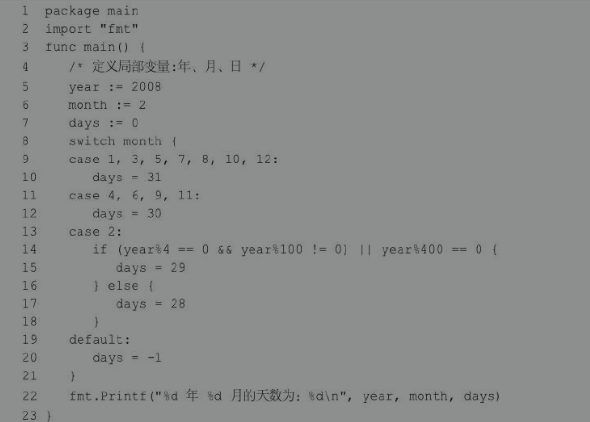 1 package main
2 import "fmt"
3 func main() {
4 /* 定义局部变量:年、月、日 */
5 year := 2008
6 month := 2
7 days := 0
8 switch month {
9 case 1, 3, 5, 7, 8, 10, 12:
10 days = 31
11 case 4, 6, 9, 11:
12 days = 30
13 case 2:
14 if (year%4 == 0 && year%100 != 0) || year%400 == 0 {
15 days = 29
16 } else {
17 days = 28
18 }
19 default:
20 days = -1
21 }
22 fmt.Printf("%d 年 %d 月的天数为: %d\n", year, month, days)
23 }